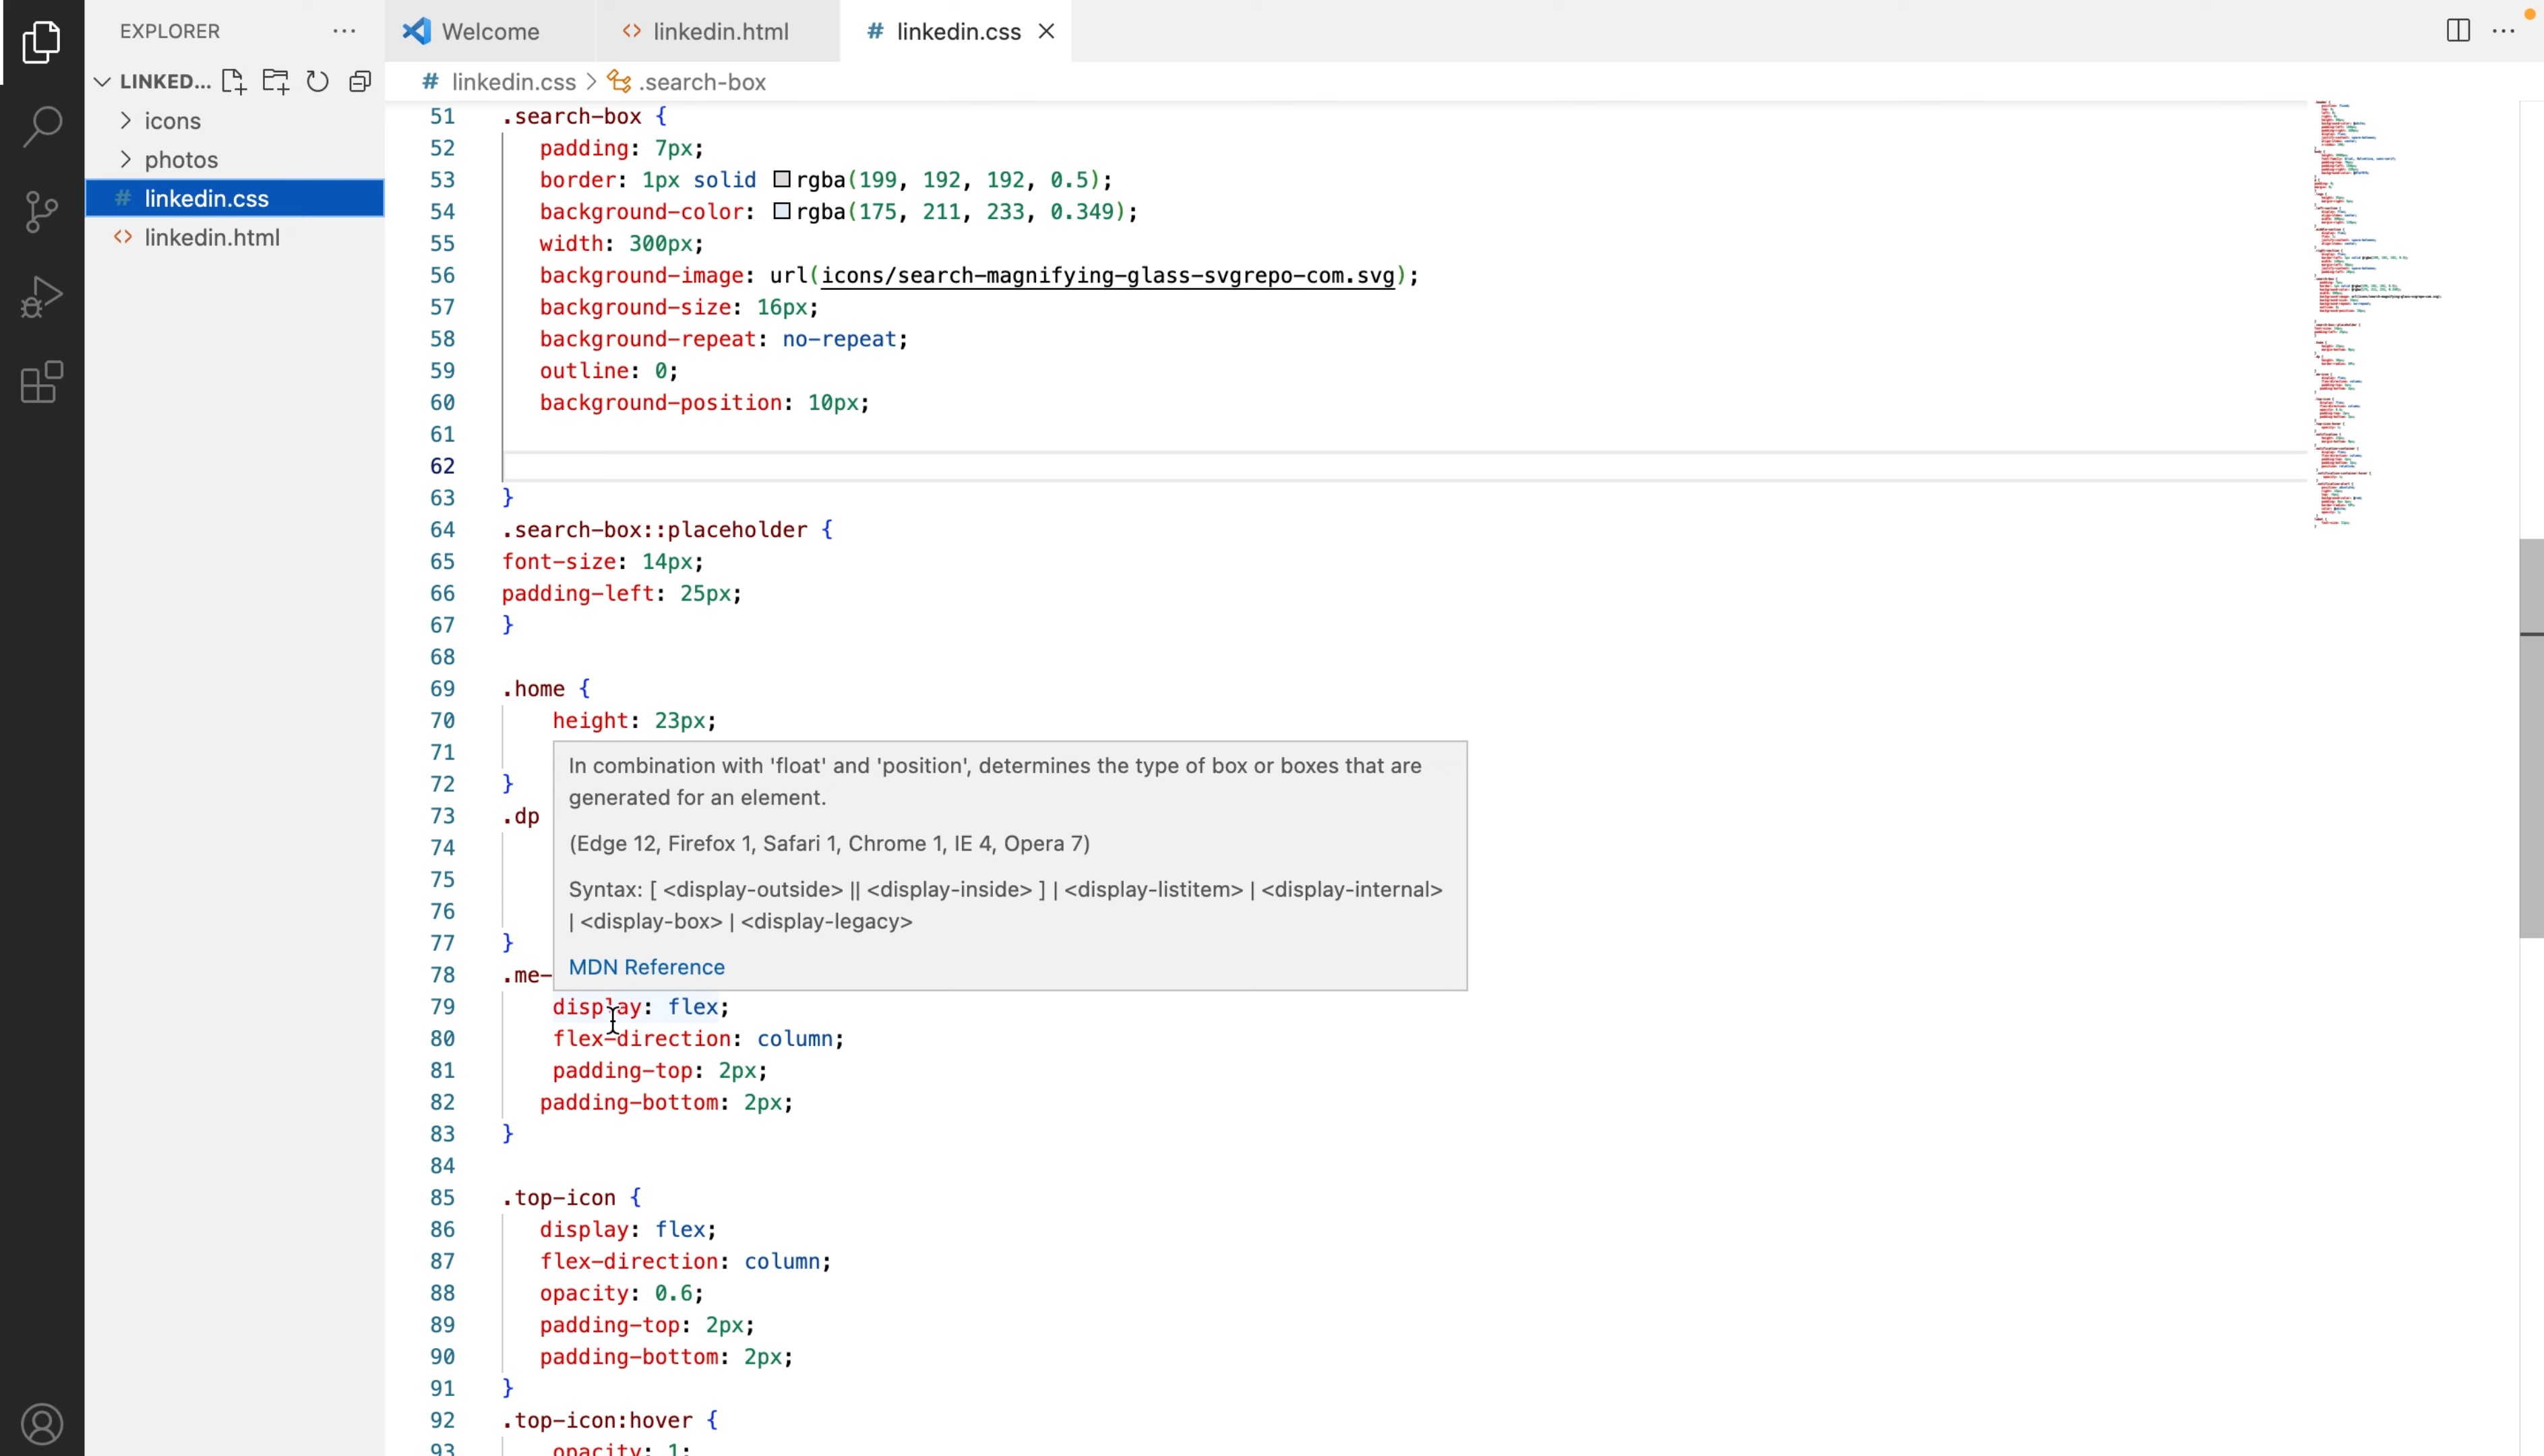 EXPLORER
Welcome
linkedin.html
linkedin.css
LINKED...
icons
photos
linkedin.css
linkedin.html
linkedin.css > .search-box
51 .search-box {
52 padding: 7px;
53 border: 1px solid rgba(199, 192, 192, 0.5);
54 background-color: rgba(175, 211, 233, 0.349);
55 width: 300px;
56 background-image: url(icons/search-magnifying-glass-svgrepo-com.svg);
57 background-size: 16px;
58 background-repeat: no-repeat;
59 outline: 0;
60 background-position: 10px;
61
62
63 }
64 .search-box::placeholder {
65 font-size: 14px;
66 padding-left: 25px;
67 }
68
69 .home {
70 height: 23px;
71
72 }
73 .dp
74
75
76
77 }
78 .me-
In combination with 'float' and 'position', determines the type of box or boxes that are
generated for an element.
(Edge 12, Firefox 1, Safari 1, Chrome 1, IE 4, Opera 7)
Syntax: [ <display-outside> || <display-inside> ] | <display-listitem> | <display-internal>
| <display-box> | <display-legacy>
MDN Reference
79 display: flex;
80 flex-direction: column;
81 padding-top: 2px;
82 padding-bottom: 2px;
83 }
84
85 .top-icon {
86 display: flex;
87 flex-direction: column;
88 opacity: 0.6;
89 padding-top: 2px;
90 padding-bottom: 2px;
91 }
92 .top-icon:hover {
93 opacity: 1;